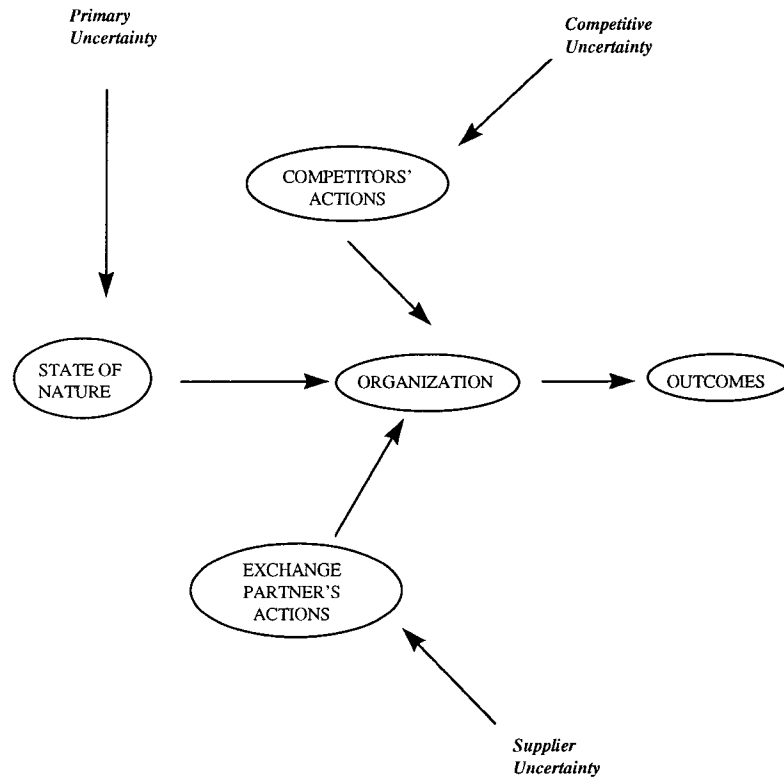 Primary
Uncertainty
Competitive
Uncertainty
COMPETITORS'
ACTIONS
STATE OF
NATURE
ORGANIZATION
OUTCOMES
EXCHANGE
PARTNER'S
ACTIONS
Supplier
Uncertainty